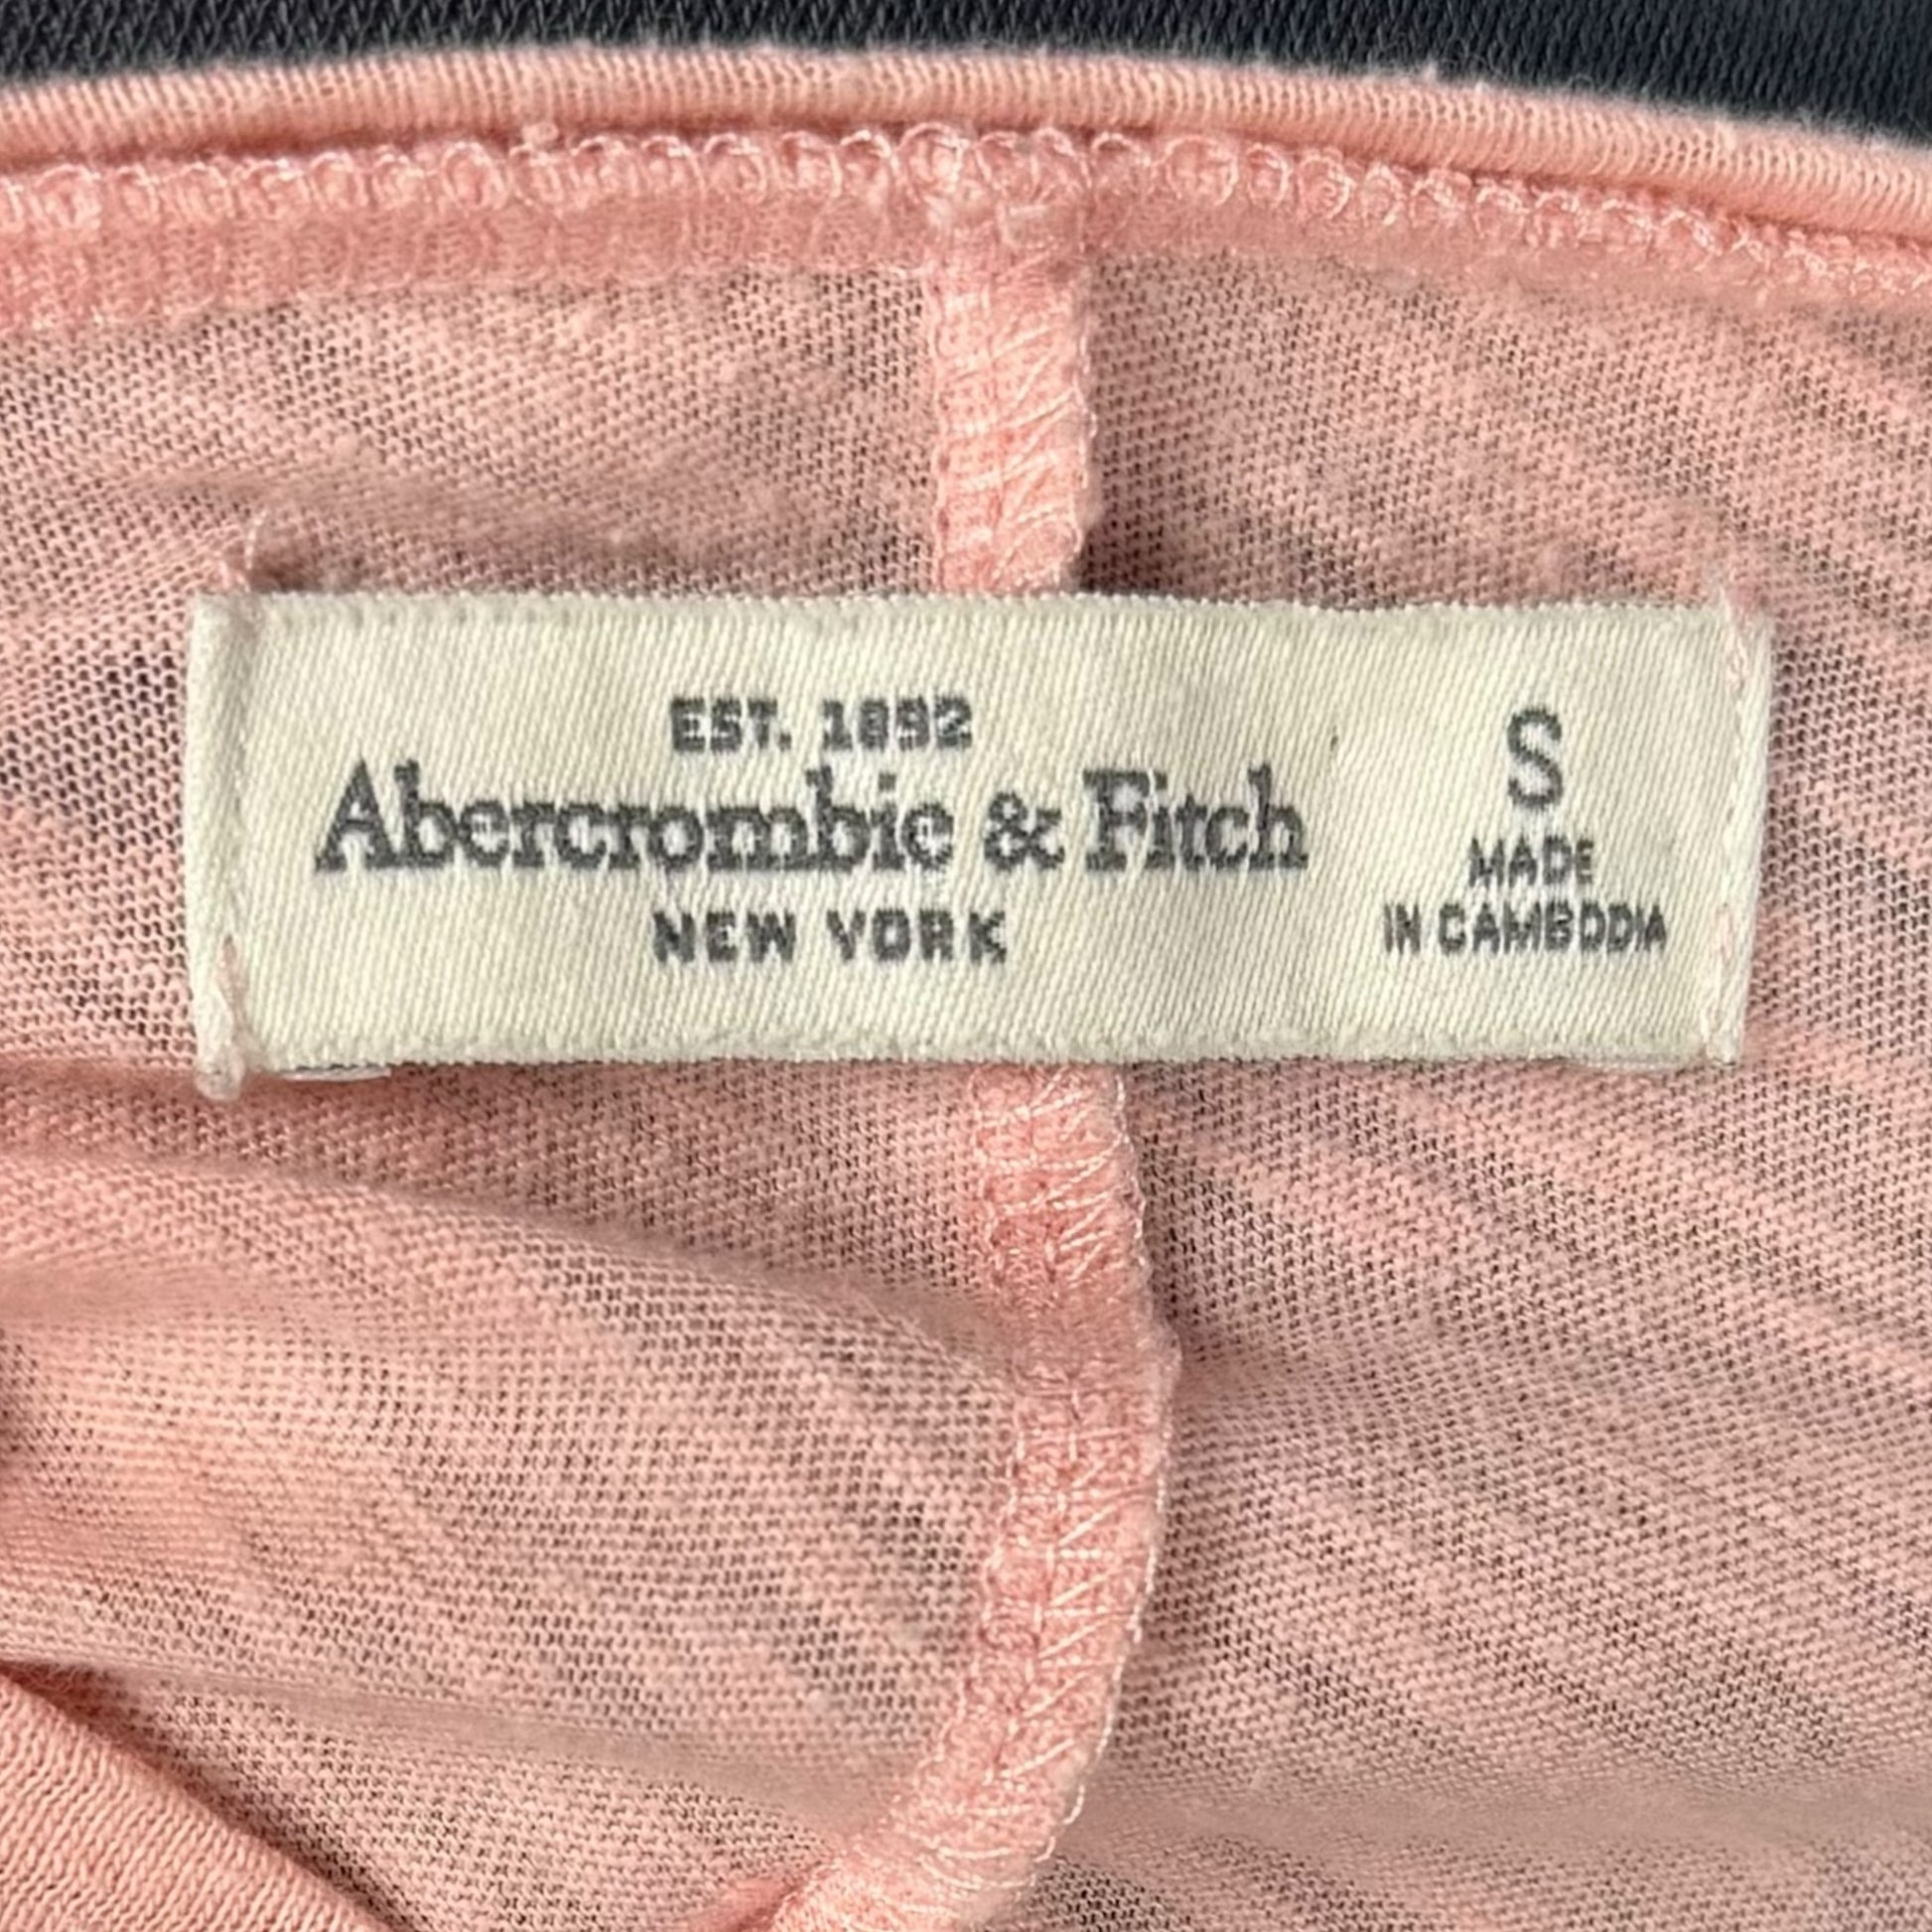 EST. 1892
Abercrombie & Fitch
NEW YORK
S
MADE
IN CAMBODIA